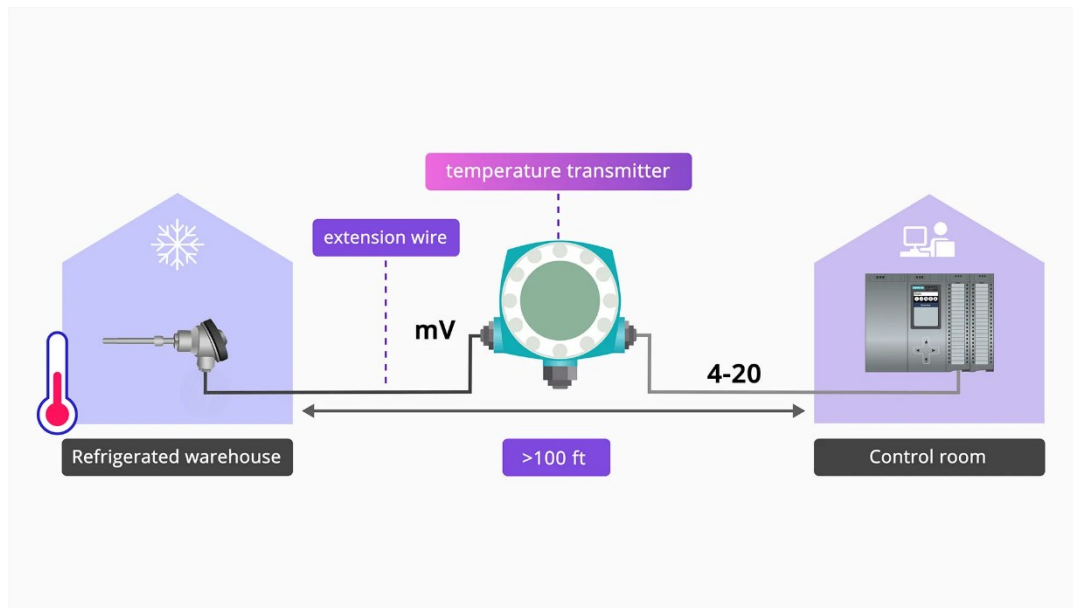 temperature transmitter
extension wire
mV
4-20
Refrigerated warehouse
>100 ft
Control room